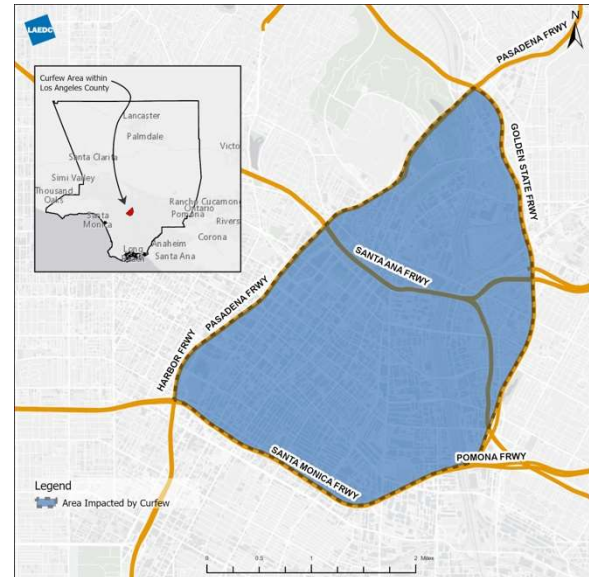 LAEDC
N
PASADENA FRWY
GOLDEN STATE FRWY
Curfew Area within
Los Angeles County
Lancaster
Palmdale
Santa Clarita
Victo
Simi Valley
Thousand
Oaks
Rancho Cucamong
Ontario
Pomona
Rivers
Santa
Monica
Corona
Anaheim
Long
Santa Ana
SANTA ANA FRWY
PASADENA FRWY
HARBOR FRWY
SANTA MONICA FRWY
POMONA FRWY
Legend
Area Impacted by Curfew
0 0.5 1 2 Miles